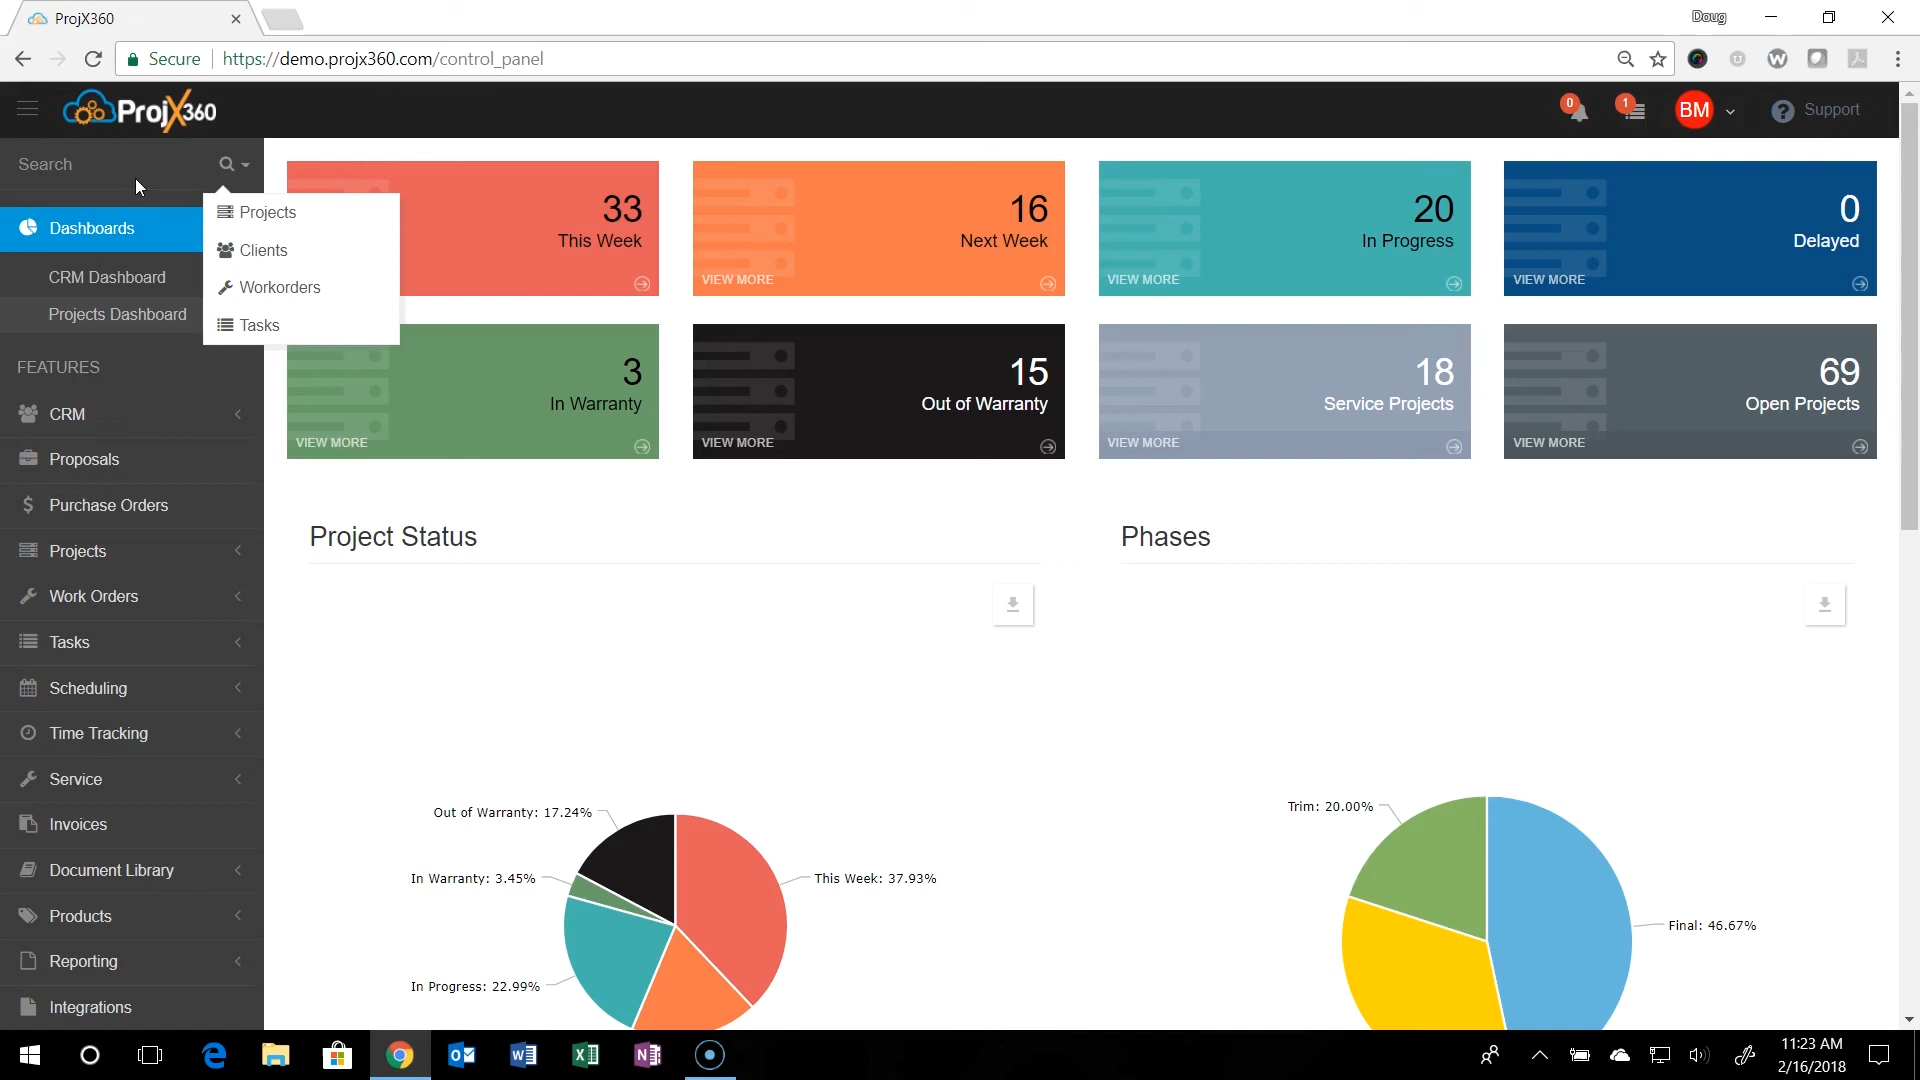 ProjX360
Doug
Secure
https://demo.projx360.com/control_panel
ProjX360
0
1
BM
Support
Search
Dashboards
CRM Dashboard
Projects Dashboard
Projects
Clients
Workorders
Tasks
FEATURES
CRM
Proposals
Purchase Orders
Projects
Work Orders
Tasks
Scheduling
Time Tracking
Service
Invoices
Document Library
Products
Reporting
Integrations
33
This Week
16
Next Week
VIEW MORE
20
In Progress
VIEW MORE
0
Delayed
VIEW MORE
3
In Warranty
VIEW MORE
15
Out of Warranty
VIEW MORE
18
Service Projects
VIEW MORE
69
Open Projects
VIEW MORE
Project Status
Out of Warranty: 17.24%
In Warranty: 3.45%
This Week: 37.93%
In Progress: 22.99%
Phases
Trim: 20.00%
Final: 46.67%
11:23 AM
2/16/2018